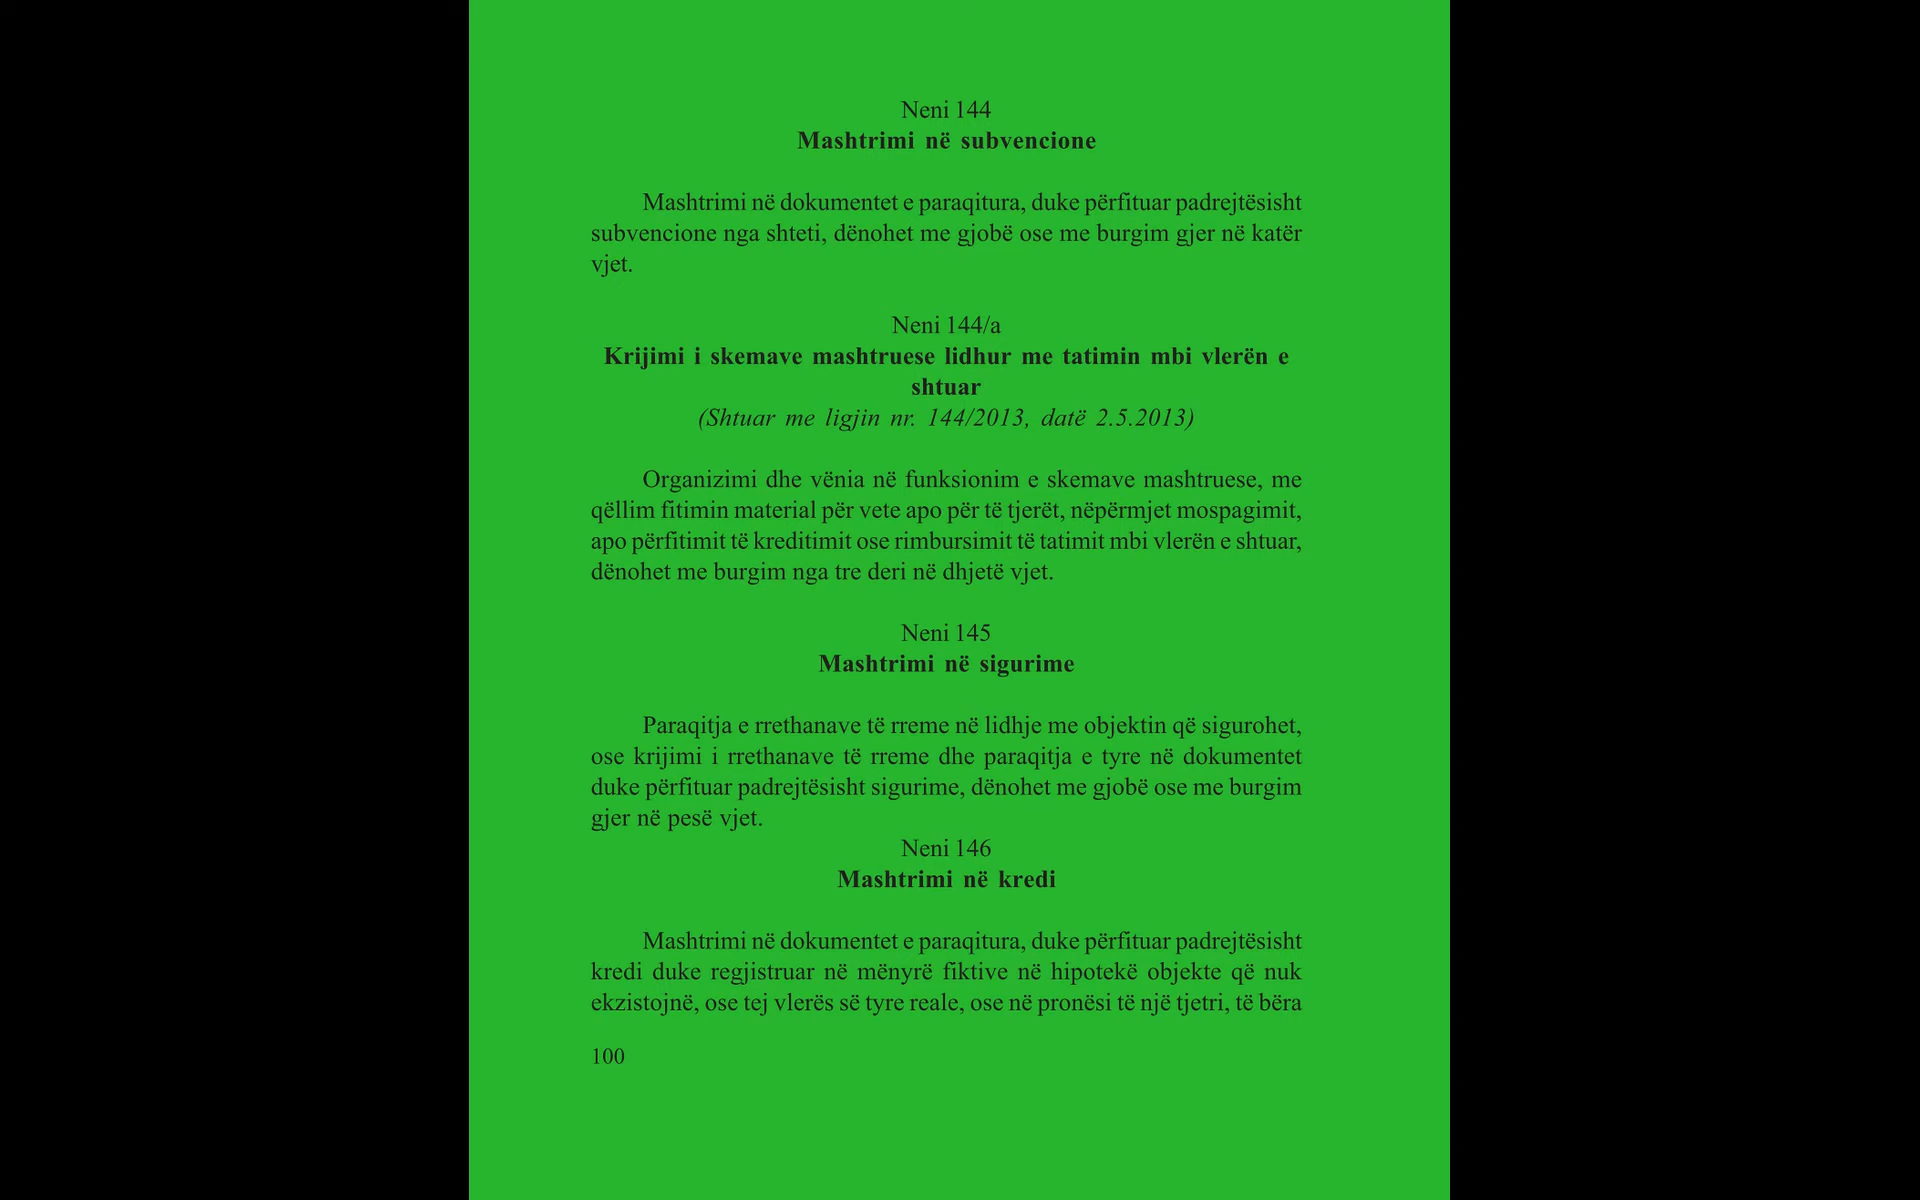 Neni 144
Mashtrimi në subvencione
Mashtrimi në dokumentet e paraqitura, duke përfituar padrejtësisht
subvencione nga shteti, dënohet me gjobë ose me burgim gjer në katër
vjet.
Neni 144/a
Krijimi i skemave mashtruese lidhur me tatimin mbi vlerën e
shtuar
(Shtuar me ligjin nr. 144/2013, datë 2.5.2013)
Organizimi dhe vënia në funksionim e skemave mashtruese, me
qëllim fitimin material për vete apo për të tjerët, nëpërmjet mospagimit,
apo përfitimit të kreditimit ose rimbursimit të tatimit mbi vlerën e shtuar,
dënohet me burgim nga tre deri në dhjetë vjet.
Neni 145
Mashtrimi në sigurime
Paraqitja e rrethanave të rreme në lidhje me objektin që sigurohet,
ose krijimi i rrethanave të rreme dhe paraqitja e tyre në dokumentet
duke përfituar padrejtësisht sigurime, dënohet me gjobë ose me burgim
gjer në pesë vjet.
Neni 146
Mashtrimi në kredi
Mashtrimi në dokumentet e paraqitura, duke përfituar padrejtësisht
kredi duke regjistruar në mënyrë fiktive në hipotekë objekte që nuk
ekzistojnë, ose tej vlerës së tyre reale, ose në pronësi të një tjetri, të bëra
100